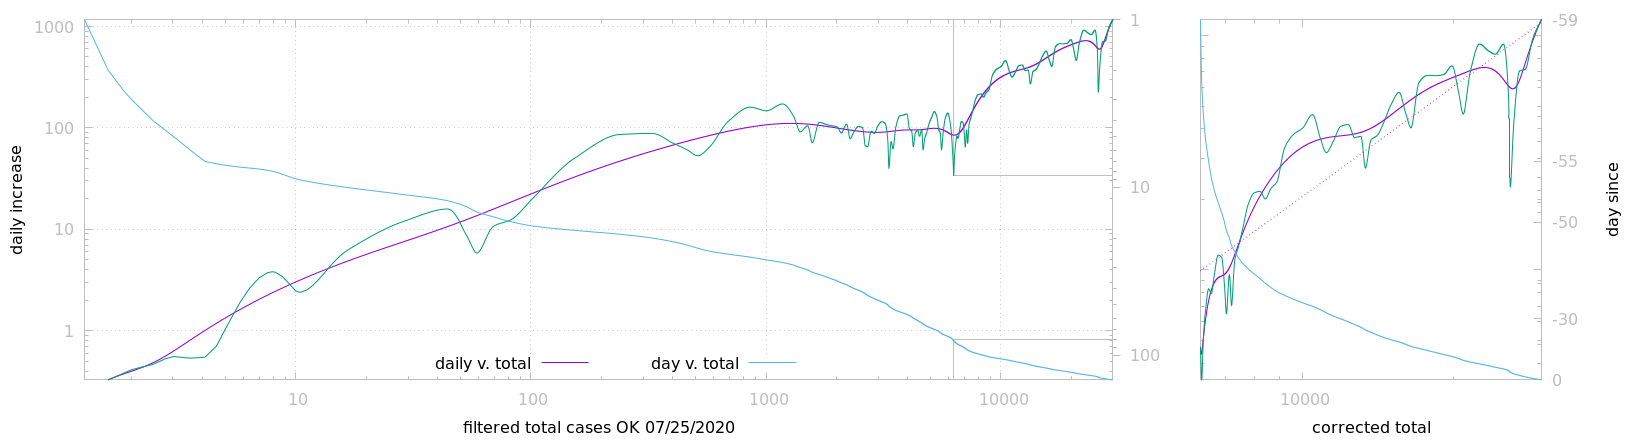 1000
100
10
1
daily increase
10
100
1000
10000
filtered total cases OK 07/25/2020
daily v. total
day v. total
1
10
100
-59
-55
-50
-30
0
day since
10000
corrected total